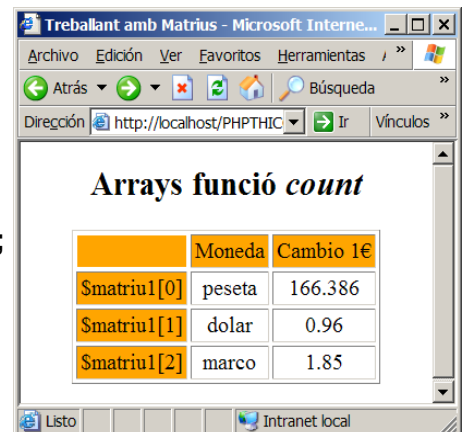 Treballant amb Matrius - Microsoft Interne...
Archivo Edición Ver Favoritos Herramientas »
Atrás Búsqueda »
Dirección http://localhost/PHPTHIC Ir Vínculos »
Arrays funció count
;
Moneda Cambio 1€
$matriu1[0] peseta 166.386
$matriu1[1] dolar 0.96
$matriu1[2] marco 1.85
Listo Intranet local